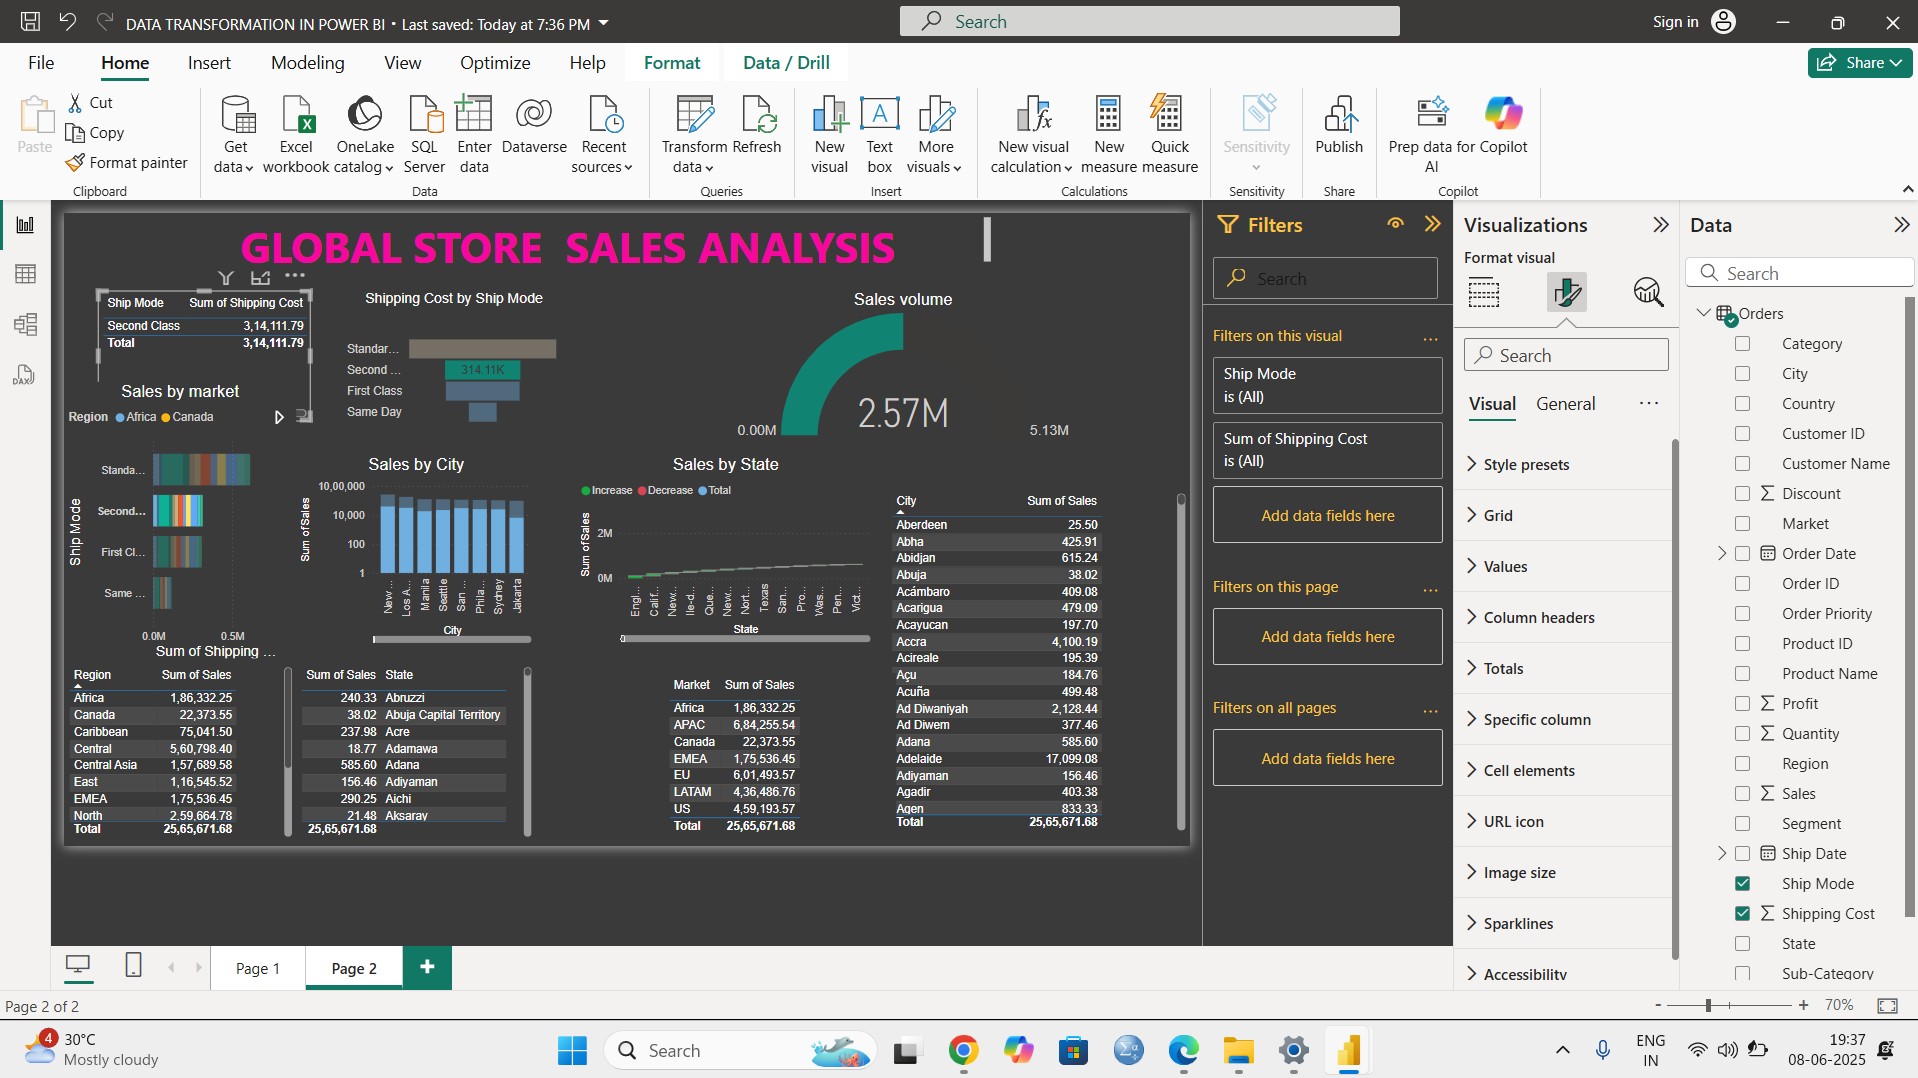 DATA TRANSFORMATION IN POWER BI • Last saved: Today at 7:36 PM
Search
Sign in
File
Home
Insert
Modeling
View
Optimize
Help
Format
Data / Drill
Share
Paste
Cut
Copy
Format painter
Clipboard
Get data
Excel workbook
OneLake catalog
SQL Server
Enter data
Dataverse
Recent sources
Data
Transform data
Refresh
Queries
New visual
A
Text box
More visuals
Insert
fx
New visual calculation
New measure
Quick measure
Calculations
Sensitivity
Sensitivity
Publish
Share
Prep data for AI
Copilot
Copilot
DAX
GLOBAL STORE SALES ANALYSIS
Ship Mode Sum of Shipping Cost
Second Class 3,14,111.79
Total 3,14,111.79
Shipping Cost by Ship Mode
Standar...
Second ... 314.11K
First Class
Same Day
Sales volume
2.57M
0.00M
5.13M
Sales by market
Region Africa Canada
Ship Mode
Standa...
Second...
First Cl...
Same ...
0.0M 0.5M
Sum of Shipping ...
Sales by City
Sum of Sales
10,00,000
10,000
100
1
New...
Los A...
Manila
Seattle
San ...
Phila...
Sydney
Jakarta
City
Sales by State
Increase Decrease Total
Sum of Sales
2M
0M
Engl...
Calif...
New...
Ile-d...
Que...
New...
Nort...
Texas
San...
Pro...
Was...
Pen...
Vict...
State
City Sum of Sales
Aberdeen 25.50
Abha 425.91
Abidjan 615.24
Abuja 38.02
Acámbaro 409.08
Acarigua 479.09
Acayucan 197.70
Accra 4,100.19
Acireale 195.39
Açu 184.76
Acuña 499.48
Ad Diwaniyah 2,128.44
Ad Diwem 377.46
Adana 585.60
Adelaide 17,099.08
Adiyaman 156.46
Agadir 403.38
Agen 833.33
Total 25,65,671.68
Region Sum of Sales
Africa 1,86,332.25
Canada 22,373.55
Caribbean 75,041.50
Central 5,60,798.40
Central Asia 1,57,689.58
East 1,16,545.52
EMEA 1,75,536.45
North 2,59,664.78
Total 25,65,671.68
Sum of Sales State
240.33 Abruzzi
38.02 Abuja Capital Territory
237.98 Acre
18.77 Adamawa
585.60 Adana
156.46 Adiyaman
290.25 Aichi
21.48 Aksaray
25,65,671.68
Market Sum of Sales
Africa 1,86,332.25
APAC 6,84,255.54
Canada 22,373.55
EMEA 1,75,536.45
EU 6,01,493.57
LATAM 4,36,486.76
US 4,59,193.57
Total 25,65,671.68
Filters
Search
Filters on this visual ...
Ship Mode
is (All)
Sum of Shipping Cost
is (All)
Add data fields here
Filters on this page ...
Add data fields here
Filters on all pages ...
Add data fields here
Visualizations
Format visual
Search
Visual
General
...
Style presets
Grid
Values
Column headers
Totals
Specific column
Cell elements
URL icon
Image size
Sparklines
Accessibility
Data
Search
Orders
Category
City
Country
Customer ID
Customer Name
Discount
Market
Order Date
Order ID
Order Priority
Product ID
Product Name
Profit
Quantity
Region
Sales
Segment
Ship Date
Ship Mode
Shipping Cost
State
Sub-Category
Page 1
Page 2
+
Page 2 of 2
- + 70%
4
30°C
Mostly cloudy
Search
ENG
IN
19:37
08-06-2025